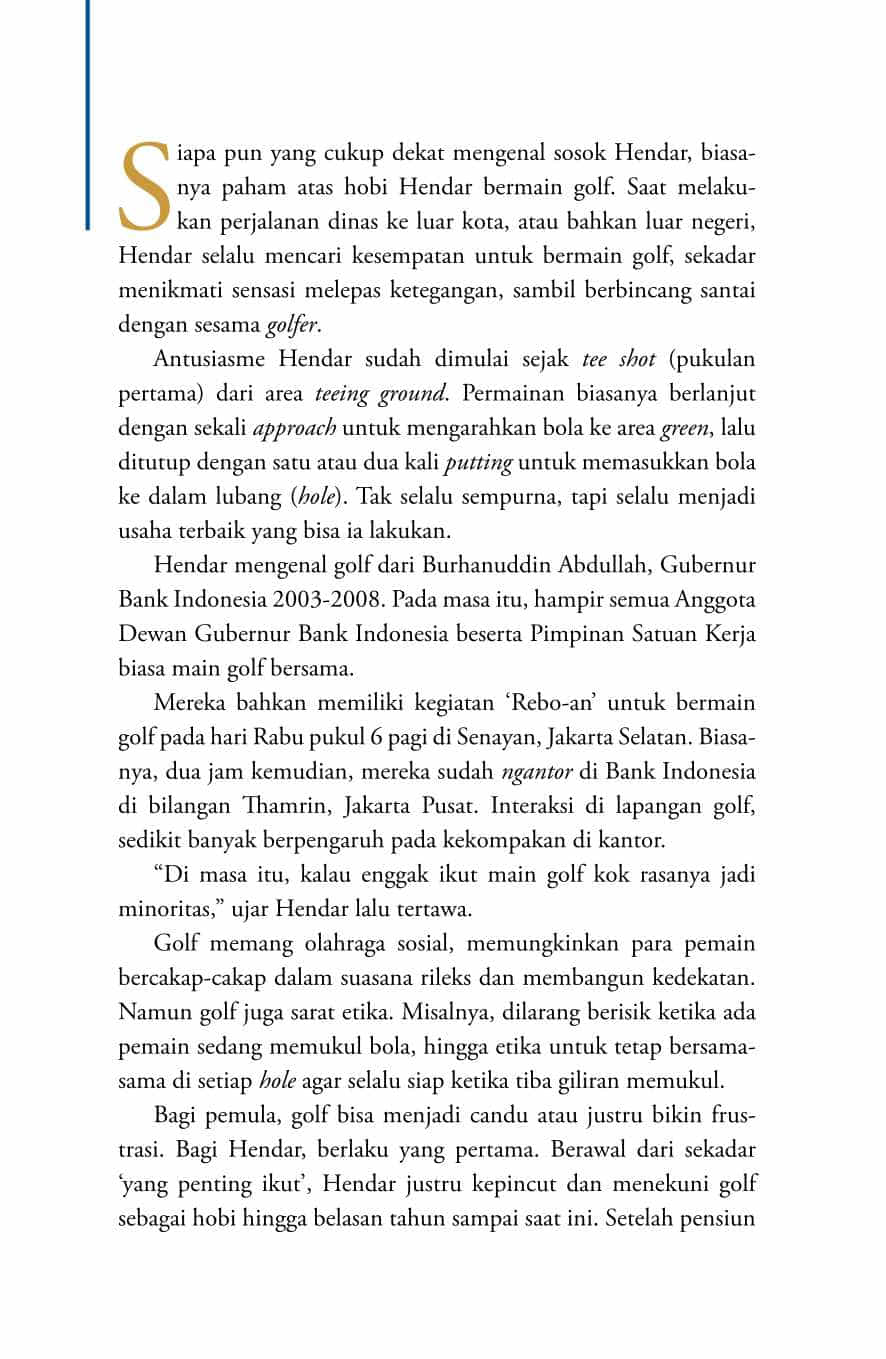 Siapa pun yang cukup dekat mengenal sosok Hendar, biasa-
nya paham atas hobi Hendar bermain golf. Saat melaku-
kan perjalanan dinas ke luar kota, atau bahkan luar negeri,
Hendar selalu mencari kesempatan untuk bermain golf, sekadar
menikmati sensasi melepas ketegangan, sambil berbincang santai
dengan sesama golfer.
Antusiasme Hendar sudah dimulai sejak tee shot (pukulan
pertama) dari area teeing ground. Permainan biasanya berlanjut
dengan sekali approach untuk mengarahkan bola ke area green, lalu
ditutup dengan satu atau dua kali putting untuk memasukkan bola
ke dalam lubang (hole). Tak selalu sempurna, tapi selalu menjadi
usaha terbaik yang bisa ia lakukan.
Hendar mengenal golf dari Burhanuddin Abdullah, Gubernur
Bank Indonesia 2003-2008. Pada masa itu, hampir semua Anggota
Dewan Gubernur Bank Indonesia beserta Pimpinan Satuan Kerja
biasa main golf bersama.
Mereka bahkan memiliki kegiatan ‘Rebo-an’ untuk bermain
golf pada hari Rabu pukul 6 pagi di Senayan, Jakarta Selatan. Biasa-
nya, dua jam kemudian, mereka sudah ngantor di Bank Indonesia
di bilangan Thamrin, Jakarta Pusat. Interaksi di lapangan golf,
sedikit banyak berpengaruh pada kekompakan di kantor.
“Di masa itu, kalau enggak ikut main golf kok rasanya jadi
minoritas,” ujar Hendar lalu tertawa.
Golf memang olahraga sosial, memungkinkan para pemain
bercakap-cakap dalam suasana rileks dan membangun kedekatan.
Namun golf juga sarat etika. Misalnya, dilarang berisik ketika ada
pemain sedang memukul bola, hingga etika untuk tetap bersama-
sama di setiap hole agar selalu siap ketika tiba giliran memukul.
Bagi pemula, golf bisa menjadi candu atau justru bikin frus-
trasi. Bagi Hendar, berlaku yang pertama. Berawal dari sekadar
‘yang penting ikut’, Hendar justru kepincut dan menekuni golf
sebagai hobi hingga belasan tahun sampai saat ini. Setelah pensiun